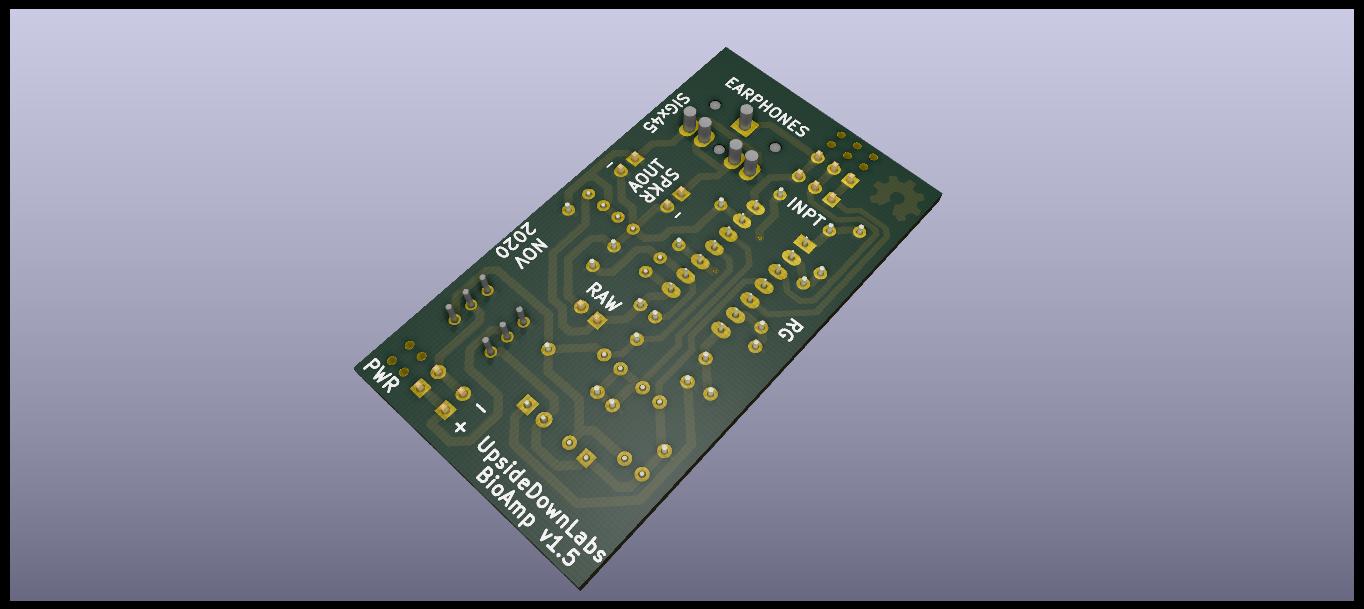 EARPHONES
SIGx45
SPKR
AOUT
INPT
NOV
2020
RAW
RG
PWR
-
+
-
-
UpsideDownLabs
BioAmp v1.5